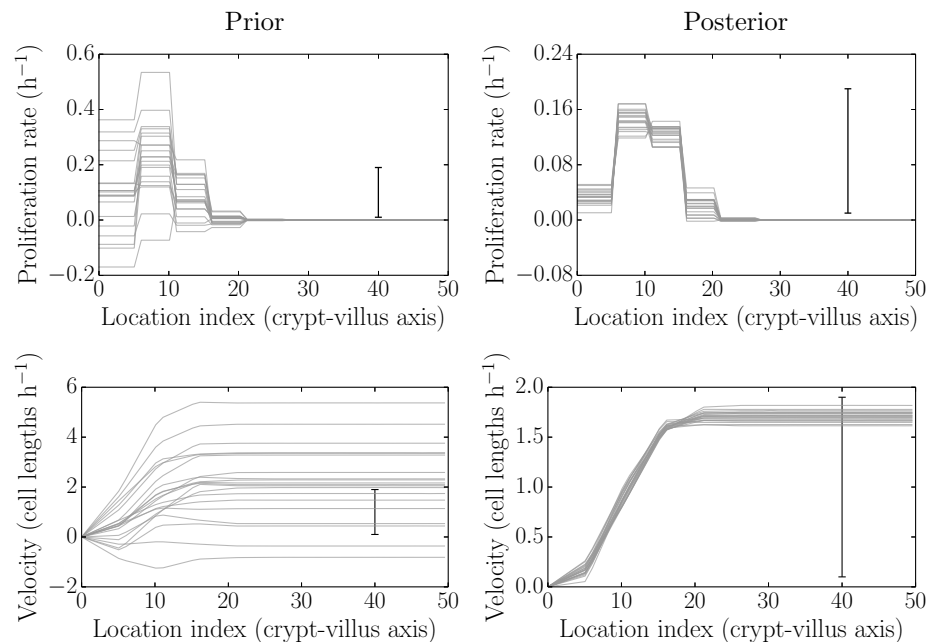 Prior
Posterior
Proliferation rate (h⁻¹)
0.6
0.4
0.2
0.0
−0.2
0 10 20 30 40 50
Location index (crypt-villus axis)
Proliferation rate (h⁻¹)
0.24
0.16
0.08
0.00
−0.08
0 10 20 30 40 50
Location index (crypt-villus axis)
Velocity (cell lengths h⁻¹)
6
4
2
0
−2
0 10 20 30 40 50
Location index (crypt-villus axis)
Velocity (cell lengths h⁻¹)
2.0
1.5
1.0
0.5
0.0
0 10 20 30 40 50
Location index (crypt-villus axis)